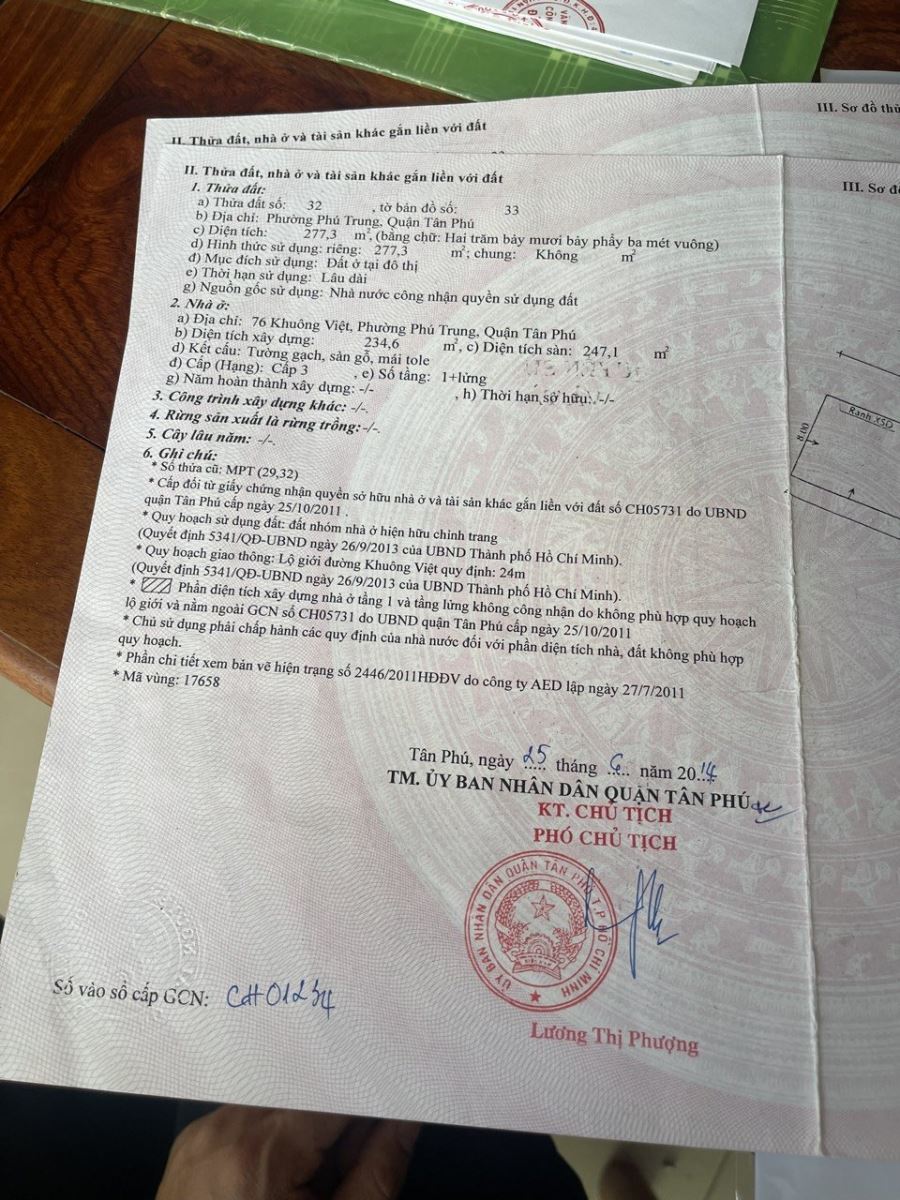 III. Sơ đồ thử
II. Thửa đất, nhà ở và tài sản khác gắn liền với đất
II. Thửa đất, nhà ở và tài sản khác gắn liền với đất
III. Sơ đồ
1. Thửa đất:
a) Thửa đất số: 32 , tờ bản đồ số: 33
b) Địa chỉ: Phường Phú Trung, Quận Tân Phú
c) Diện tích: 277,3 m², (bằng chữ: Hai trăm bảy mươi bảy phẩy ba mét vuông)
d) Hình thức sử dụng: riêng: 277,3 m²; chung: Không m²
đ) Mục đích sử dụng: Đất ở tại đô thị
e) Thời hạn sử dụng: Lâu dài
g) Nguồn gốc sử dụng: Nhà nước công nhận quyền sử dụng đất
2. Nhà ở:
a) Địa chỉ: 76 Khuông Việt, Phường Phú Trung, Quận Tân Phú
b) Diện tích xây dựng: 234,6 m², c) Diện tích sàn: 247,1 m²
d) Kết cấu: Tường gạch, sàn gỗ, mái tole
đ) Cấp (Hạng): Cấp 3 , e) Số tầng: 1+lửng
g) Năm hoàn thành xây dựng: -/- , h) Thời hạn sở hữu: -/-
3. Công trình xây dựng khác: -/-.
4. Rừng sản xuất là rừng trồng: -/-.
5. Cây lâu năm: -/-.
6. Ghi chú:
* Số thửa cũ: MPT (29,32)
* Cấp đổi từ giấy chứng nhận quyền sở hữu nhà ở và tài sản khác gắn liền với đất số CH05731 do UBND
quận Tân Phú cấp ngày 25/10/2011 .
* Quy hoạch sử dụng đất: đất nhóm nhà ở hiện hữu chỉnh trang
(Quyết định 5341/QĐ-UBND ngày 26/9/2013 của UBND Thành phố Hồ Chí Minh).
* Quy hoạch giao thông: Lộ giới đường Khuông Việt quy định: 24m
(Quyết định 5341/QĐ-UBND ngày 26/9/2013 của UBND Thành phố Hồ Chí Minh).
* Phần diện tích xây dựng nhà ở tầng 1 và tầng lửng không công nhận do không phù hợp quy hoạch
lộ giới và nằm ngoài GCN số CH05731 do UBND quận Tân Phú cấp ngày 25/10/2011
* Chủ sử dụng phải chấp hành các quy định của nhà nước đối với phần diện tích nhà, đất không phù hợp
quy hoạch.
* Phần chi tiết xem bản vẽ hiện trạng số 2446/2011HĐĐV do công ty AED lập ngày 27/7/2011
* Mã vùng: 17658
Ranh XSD
8.00
Tân Phú, ngày 25 tháng 6 năm 2014
TM. ỦY BAN NHÂN DÂN QUẬN TÂN PHÚ
KT. CHỦ TỊCH
PHÓ CHỦ TỊCH
ỦY BAN NHÂN DÂN QUẬN TÂN PHÚ T.P HỒ CHÍ MINH
Số vào sổ cấp GCN: CH01234
Lương Thị Phượng